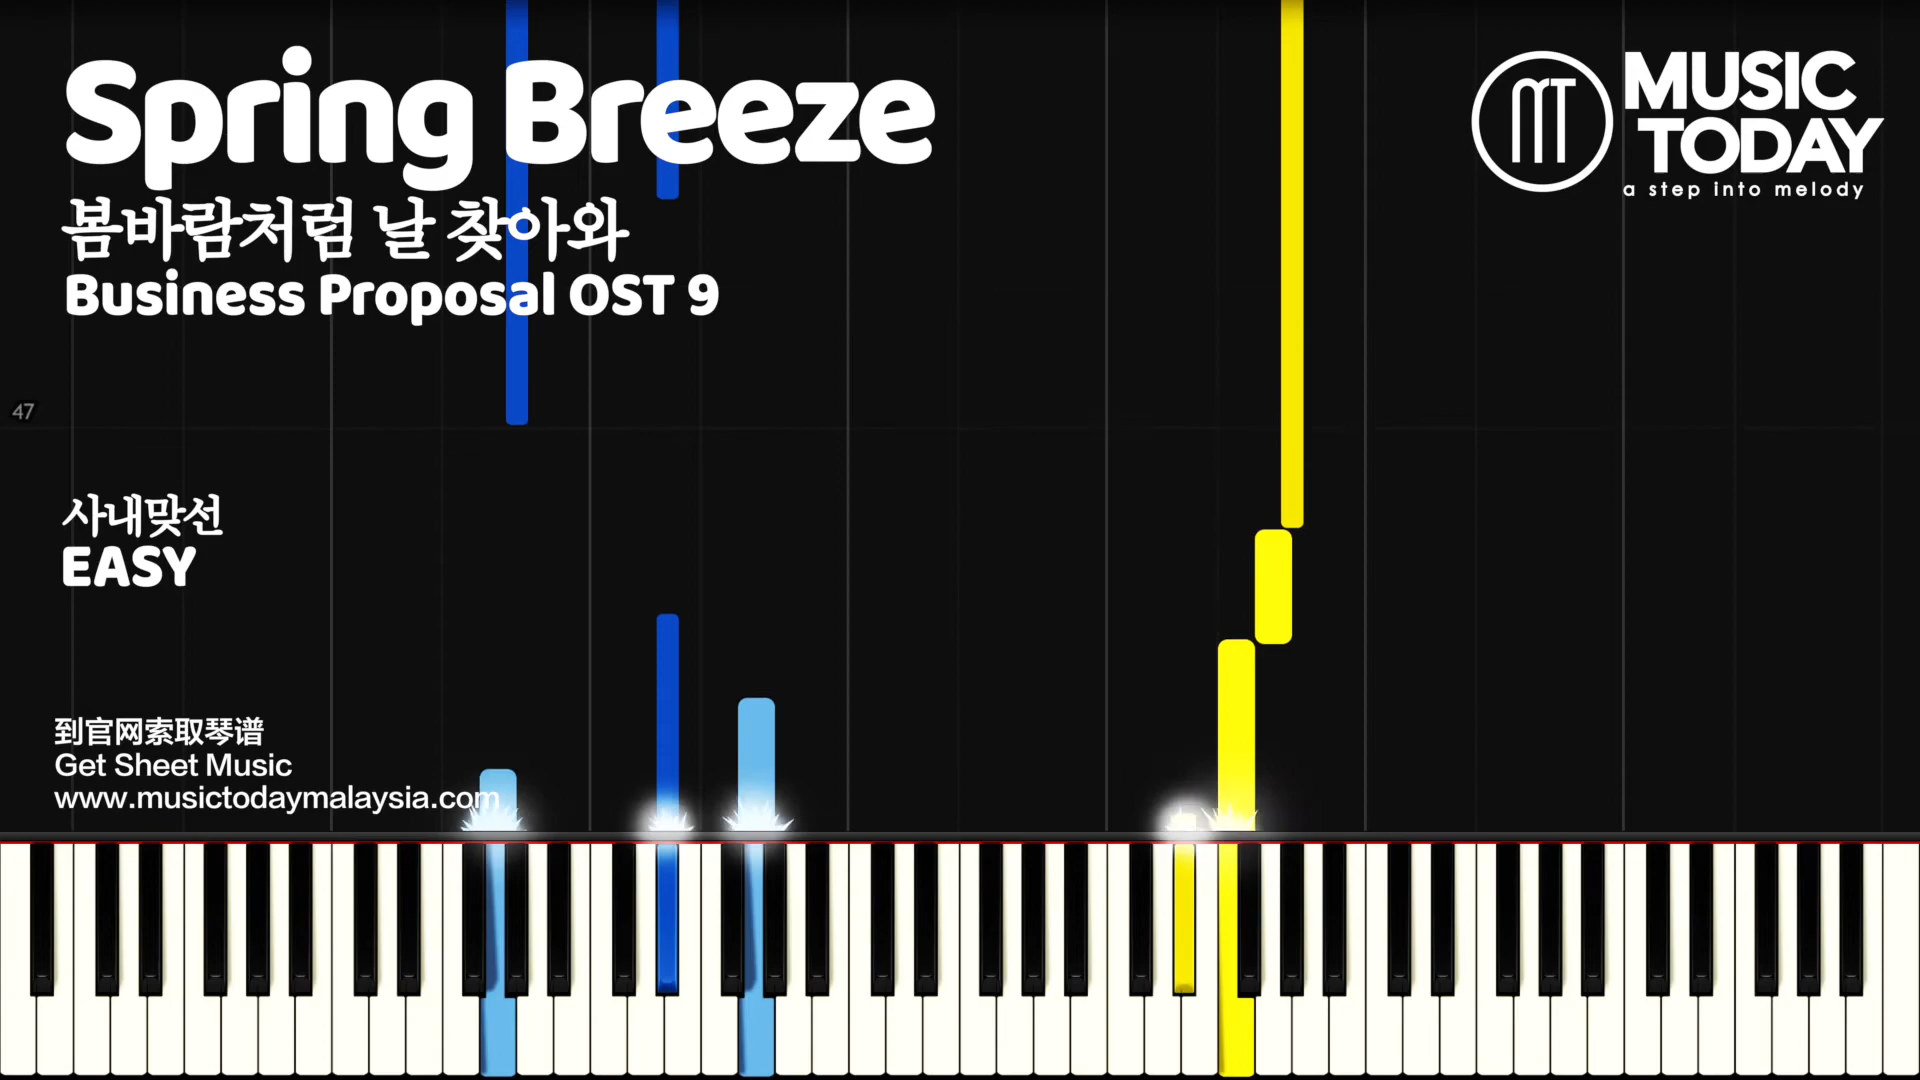 Spring Breeze
봄바람처럼 날 찾아와
Business Proposal OST 9
MT
MUSIC
TODAY
a step into melody
47
사내맞선
EASY
到官网索取琴谱
Get Sheet Music
www.musictodaymalaysia.com